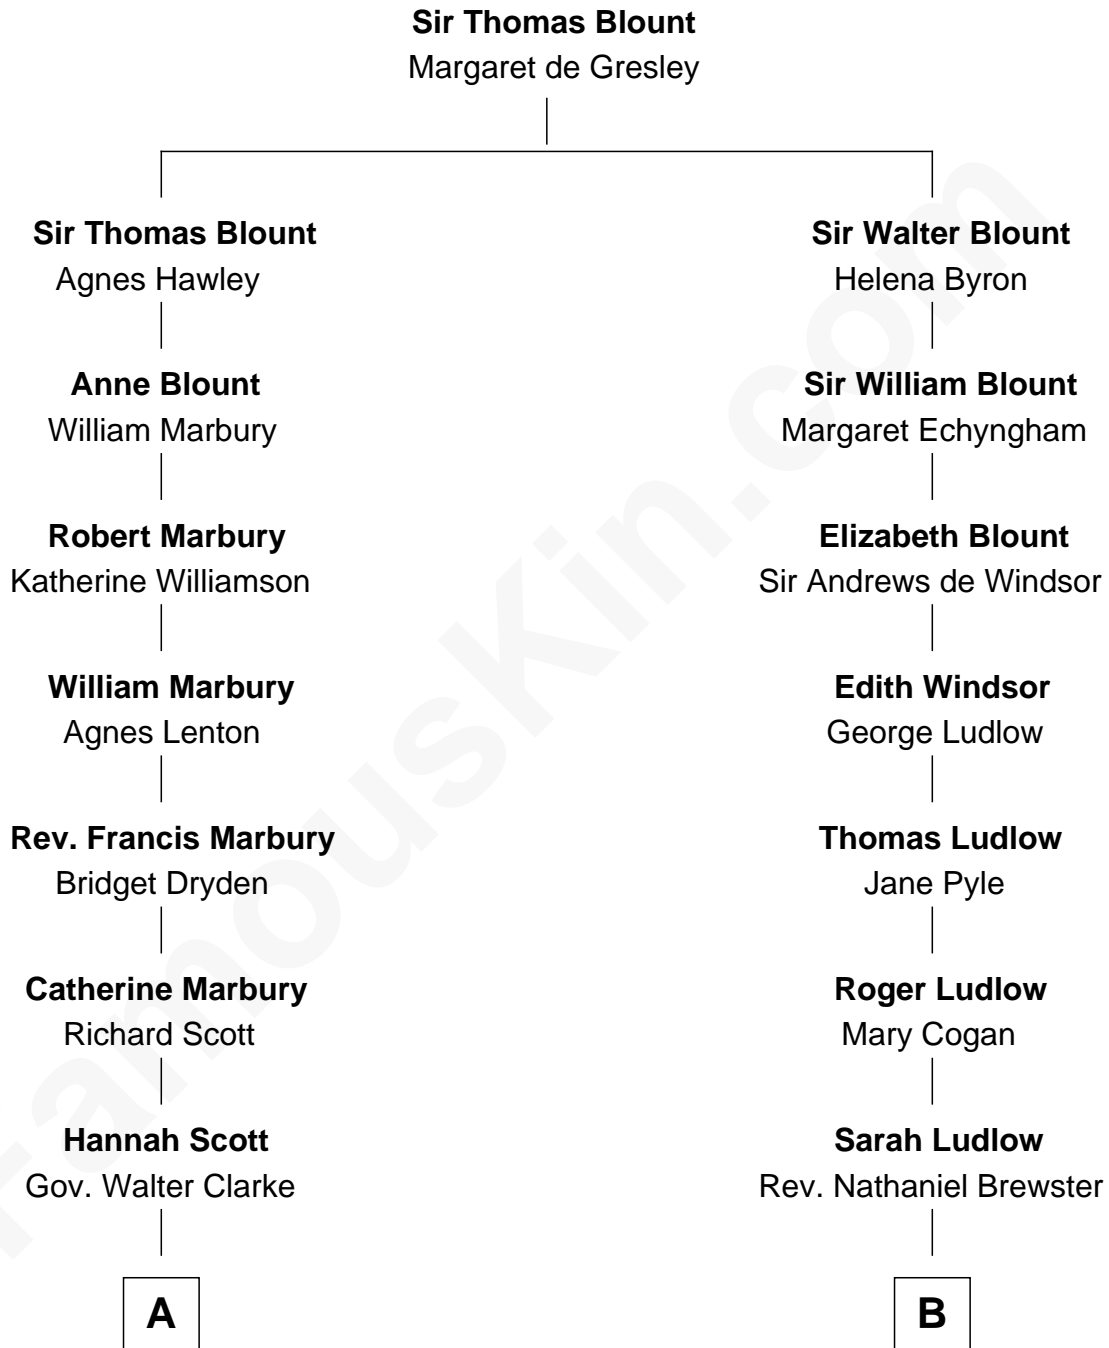 Sir Thomas Blount
Margaret de Gresley
Sir Thomas Blount
Agnes Hawley
Sir Walter Blount
Helena Byron
Anne Blount
William Marbury
Sir William Blount
Margaret Echyngham
Robert Marbury
Katherine Williamson
Elizabeth Blount
Sir Andrews de Windsor
William Marbury
Agnes Lenton
Edith Windsor
George Ludlow
Rev. Francis Marbury
Bridget Dryden
Thomas Ludlow
Jane Pyle
Catherine Marbury
Richard Scott
Roger Ludlow
Mary Cogan
Hannah Scott
Gov. Walter Clarke
Sarah Ludlow
Rev. Nathaniel Brewster
A
B
FamousKin.com